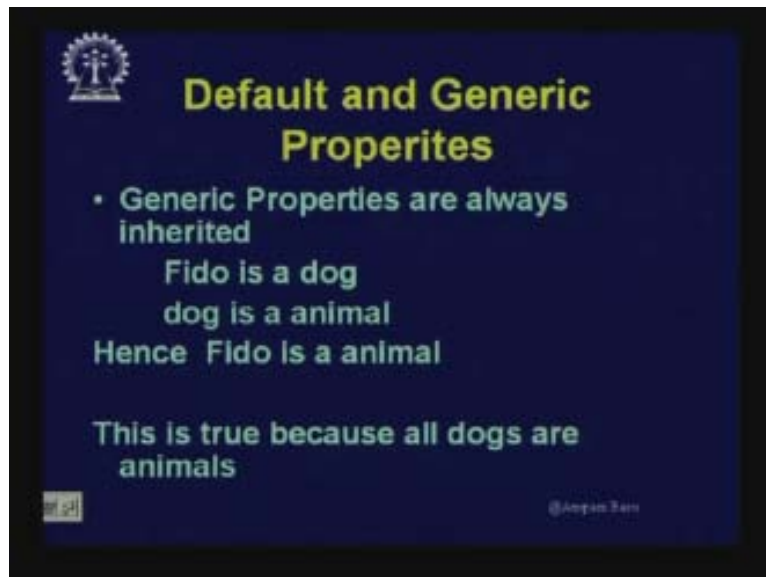 Default and Generic
Properites
• Generic Properties are always
inherited
Fido is a dog
dog is a animal
Hence Fido is a animal
This is true because all dogs are
animals